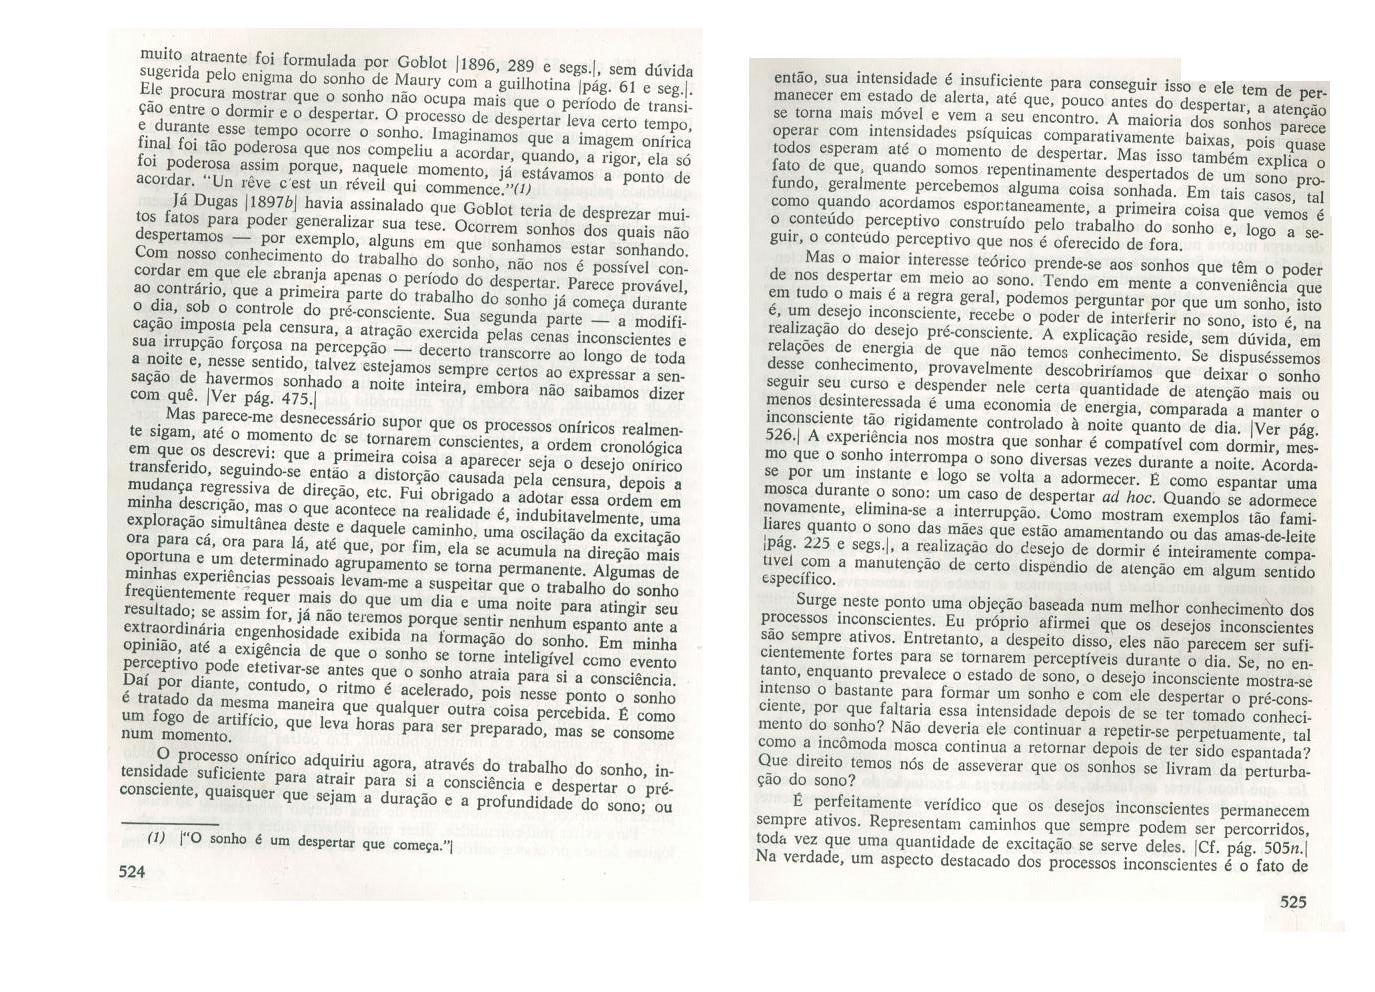 muito atraente foi formulada por Goblot |1896, 289 e segs.|, sem dúvida
sugerida pelo enigma do sonho de Maury com a guilhotina |pág. 61 e seg.|.
Ele procura mostrar que o sonho não ocupa mais que o período de transi-
ção entre o dormir e o despertar. O processo de despertar leva certo tempo,
e durante esse tempo ocorre o sonho. Imaginamos que a imagem onírica
final foi tão poderosa que nos compeliu a acordar, quando, a rigor, ela só
foi poderosa assim porque, naquele momento, já estávamos a ponto de
acordar. “Un rêve c'est un réveil qui commence.”(1)
Já Dugas |1897b| havia assinalado que Goblot teria de desprezar mui-
tos fatos para poder generalizar sua tese. Ocorrem sonhos dos quais não
despertamos — por exemplo, alguns em que sonhamos estar sonhando.
Com nosso conhecimento do trabalho do sonho, não nos é possível con-
cordar em que ele abranja apenas o período do despertar. Parece provável,
ao contrário, que a primeira parte do trabalho do sonho já começa durante
o dia, sob o controle do pré-consciente. Sua segunda parte — a modifi-
cação imposta pela censura, a atração exercida pelas cenas inconscientes e
sua irrupção forçosa na percepção — decerto transcorre ao longo de toda
a noite e, nesse sentido, talvez estejamos sempre certos ao expressar a sen-
sação de havermos sonhado a noite inteira, embora não saibamos dizer
com quê. |Ver pág. 475.|
Mas parece-me desnecessário supor que os processos oníricos realmen-
te sigam, até o momento de se tornarem conscientes, a ordem cronológica
em que os descrevi: que a primeira coisa a aparecer seja o desejo onírico
transferido, seguindo-se então a distorção causada pela censura, depois a
mudança regressiva de direção, etc. Fui obrigado a adotar essa ordem em
minha descrição, mas o que acontece na realidade é, indubitavelmente, uma
exploração simultânea deste e daquele caminho, uma oscilação da excitação
ora para cá, ora para lá, até que, por fim, ela se acumula na direção mais
oportuna e um determinado agrupamento se torna permanente. Algumas de
minhas experiências pessoais levam-me a suspeitar que o trabalho do sonho
freqüentemente requer mais do que um dia e uma noite para atingir seu
resultado; se assim for, já não teremos porque sentir nenhum espanto ante a
extraordinária engenhosidade exibida na formação do sonho. Em minha
opinião, até a exigência de que o sonho se torne inteligível como evento
perceptivo pode efetivar-se antes que o sonho atraia para si a consciência.
Daí por diante, contudo, o ritmo é acelerado, pois nesse ponto o sonho
é tratado da mesma maneira que qualquer outra coisa percebida. É como
um fogo de artifício, que leva horas para ser preparado, mas se consome
num momento.
O processo onírico adquiriu agora, através do trabalho do sonho, in-
tensidade suficiente para atrair para si a consciência e despertar o pré-
consciente, quaisquer que sejam a duração e a profundidade do sono; ou
(1) |“O sonho é um despertar que começa.”|
524
então, sua intensidade é insuficiente para conseguir isso e ele tem de per-
manecer em estado de alerta, até que, pouco antes do despertar, a atenção
se torna mais móvel e vem a seu encontro. A maioria dos sonhos parece
operar com intensidades psíquicas comparativamente baixas, pois quase
todos esperam até o momento de despertar. Mas isso também explica o
fato de que, quando somos repentinamente despertados de um sono pro-
fundo, geralmente percebemos alguma coisa sonhada. Em tais casos, tal
como quando acordamos espontaneamente, a primeira coisa que vemos é
o conteúdo perceptivo construído pelo trabalho do sonho e, logo a se-
guir, o conteúdo perceptivo que nos é oferecido de fora.
Mas o maior interesse teórico prende-se aos sonhos que têm o poder
de nos despertar em meio ao sono. Tendo em mente a conveniência que
em tudo o mais é a regra geral, podemos perguntar por que um sonho, isto
é, um desejo inconsciente, recebe o poder de interferir no sono, isto é, na
realização do desejo pré-consciente. A explicação reside, sem dúvida, em
relações de energia de que não temos conhecimento. Se dispuséssemos
desse conhecimento, provavelmente descobriríamos que deixar o sonho
seguir seu curso e despender nele certa quantidade de atenção mais ou
menos desinteressada é uma economia de energia, comparada a manter o
inconsciente tão rigidamente controlado à noite quanto de dia. |Ver pág.
526.| A experiência nos mostra que sonhar é compatível com dormir, mes-
mo que o sonho interrompa o sono diversas vezes durante a noite. Acorda-
se por um instante e logo se volta a adormecer. É como espantar uma
mosca durante o sono: um caso de despertar ad hoc. Quando se adormece
novamente, elimina-se a interrupção. Como mostram exemplos tão fami-
liares quanto o sono das mães que estão amamentando ou das amas-de-leite
|pág. 225 e segs.|, a realização do desejo de dormir é inteiramente compa-
tível com a manutenção de certo dispêndio de atenção em algum sentido
específico.
Surge neste ponto uma objeção baseada num melhor conhecimento dos
processos inconscientes. Eu próprio afirmei que os desejos inconscientes
são sempre ativos. Entretanto, a despeito disso, eles não parecem ser sufi-
cientemente fortes para se tornarem perceptíveis durante o dia. Se, no en-
tanto, enquanto prevalece o estado de sono, o desejo inconsciente mostra-se
intenso o bastante para formar um sonho e com ele despertar o pré-cons-
ciente, por que faltaria essa intensidade depois de se ter tomado conheci-
mento do sonho? Não deveria ele continuar a repetir-se perpetuamente, tal
como a incômoda mosca continua a retornar depois de ter sido espantada?
Que direito temos nós de asseverar que os sonhos se livram da perturba-
ção do sono?
É perfeitamente verídico que os desejos inconscientes permanecem
sempre ativos. Representam caminhos que sempre podem ser percorridos,
toda vez que uma quantidade de excitação se serve deles. |Cf. pág. 505n.|
Na verdade, um aspecto destacado dos processos inconscientes é o fato de
525